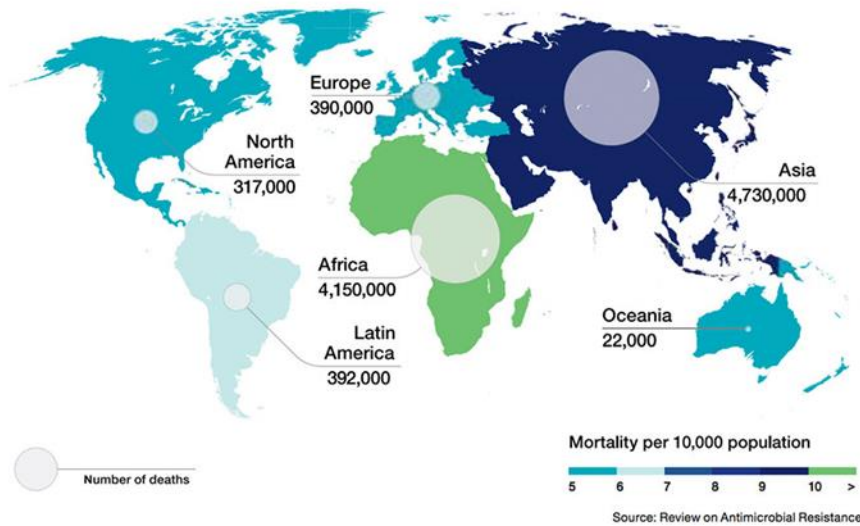 Europe
390,000
North
America
317,000
Asia
4,730,000
Africa
4,150,000
Oceania
22,000
Latin
America
392,000
Mortality per 10,000 population
5 6 7 8 9 10 >
Number of deaths
Source: Review on Antimicrobial Resistance